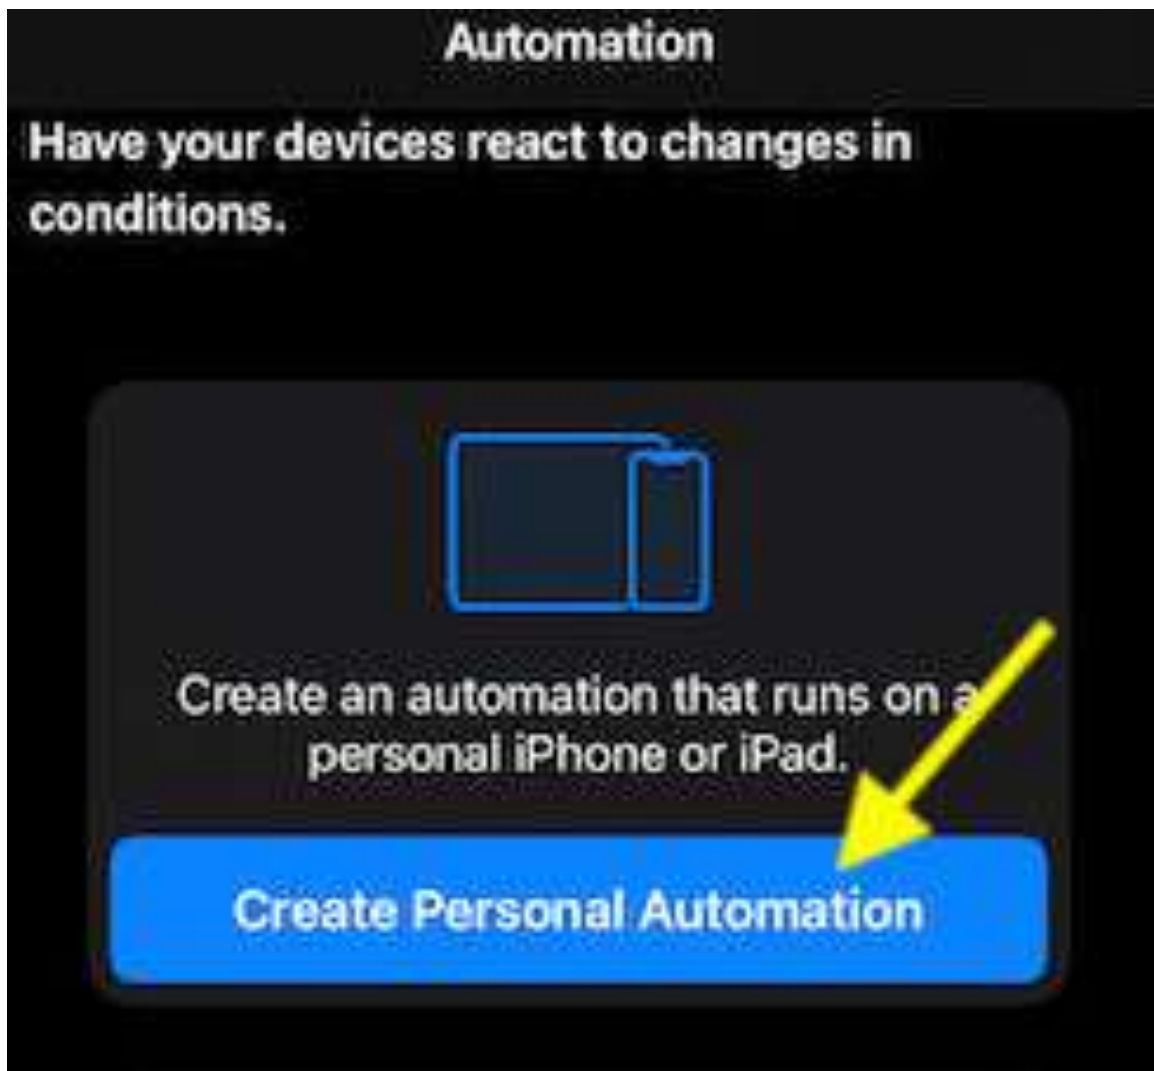 Automation
Have your devices react to changes in
conditions.
Create an automation that runs on a
personal iPhone or iPad.
Create Personal Automation